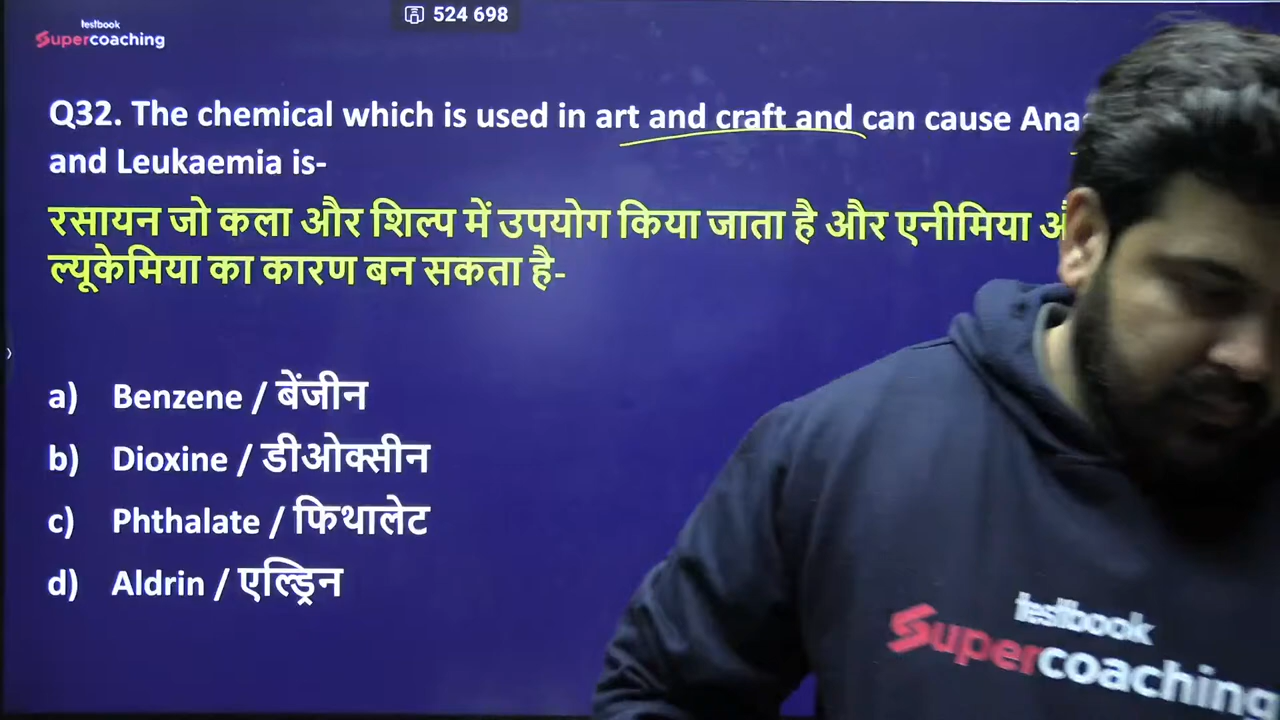 testbook
Supercoaching
524 698
Q32. The chemical which is used in art and craft and can cause
and Leukaemia is-
रसायन जो कला और शिल्प में उपयोग किया जाता है और एनीमिया
ल्यूकेमिया का कारण बन सकता है-
a) Benzene / बेंजीन
b) Dioxine / डीओक्सीन
c) Phthalate / फिथालेट
d) Aldrin / एल्ड्रिन
testbook
Supercoaching